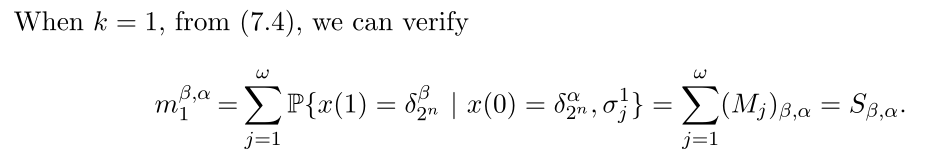 When k = 1, from (7.4), we can verify
m_1^{β,α} = \sum_{j=1}^{ω} ℙ{x(1) = δ_{2^n}^{β} | x(0) = δ_{2^n}^{α}, σ_j^1} = \sum_{j=1}^{ω} (M_j)_{β,α} = S_{β,α}.